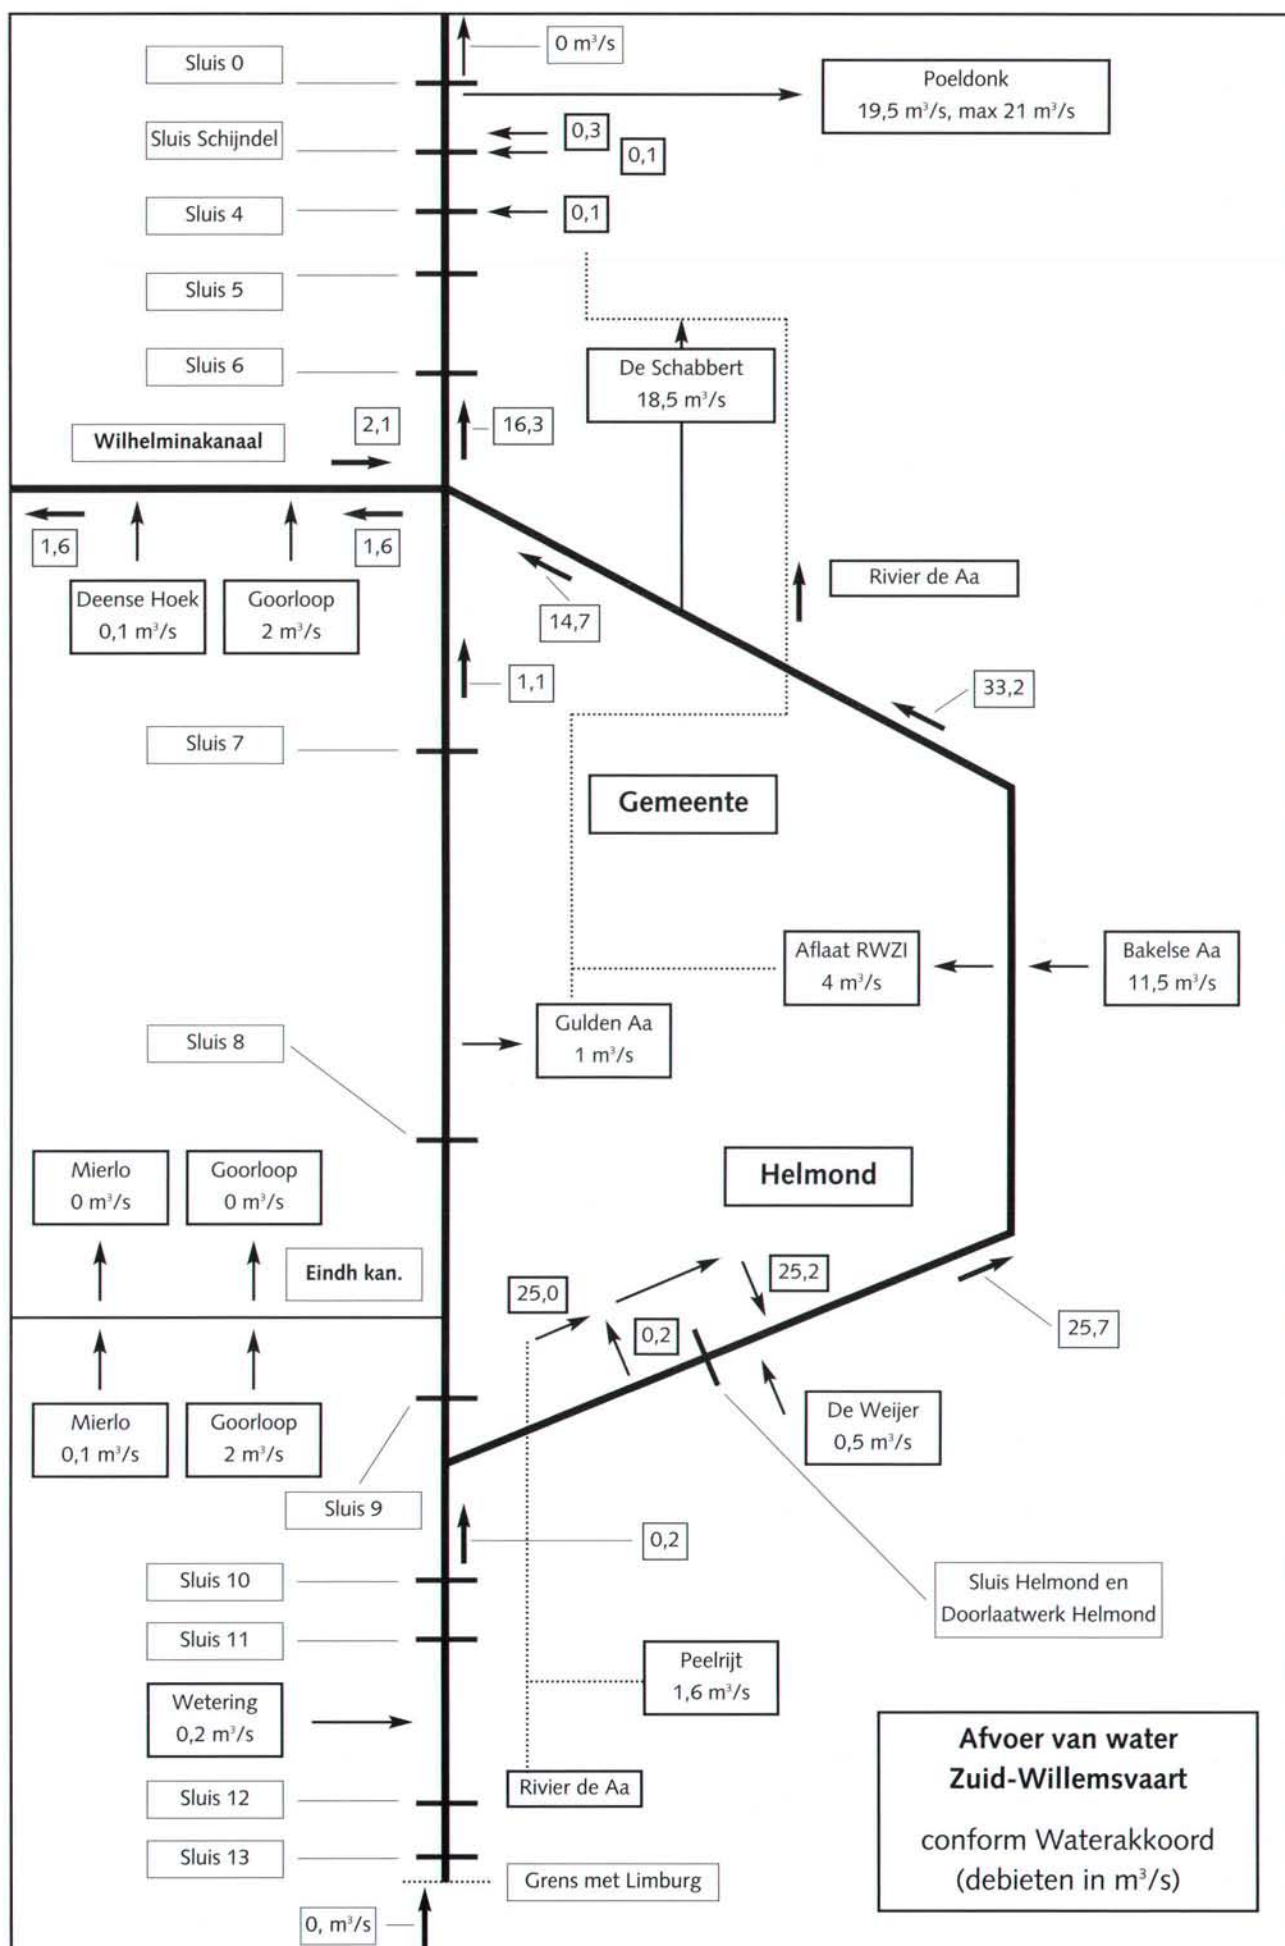 Sluis 0
0 m³/s
Poeldonk
19,5 m³/s, max 21 m³/s
Sluis Schijndel
0,3
0,1
Sluis 4
0,1
Sluis 5
Sluis 6
De Schabbert
18,5 m³/s
Wilhelminakanaal
2,1
16,3
1,6
1,6
Deense Hoek
0,1 m³/s
Goorloop
2 m³/s
14,7
Rivier de Aa
1,1
33,2
Sluis 7
Gemeente
Aflaat RWZI
4 m³/s
Bakelse Aa
11,5 m³/s
Gulden Aa
1 m³/s
Sluis 8
Mierlo
0 m³/s
Goorloop
0 m³/s
Helmond
Eindh kan.
25,0
25,2
0,2
25,7
Mierlo
0,1 m³/s
Goorloop
2 m³/s
De Weijer
0,5 m³/s
Sluis 9
0,2
Sluis 10
Sluis Helmond en
Doorlaatwerk Helmond
Sluis 11
Peelrijt
1,6 m³/s
Wetering
0,2 m³/s
Rivier de Aa
Sluis 12
Sluis 13
Grens met Limburg
0, m³/s
Afvoer van water
Zuid-Willemsvaart
conform Waterakkoord
(debieten in m³/s)